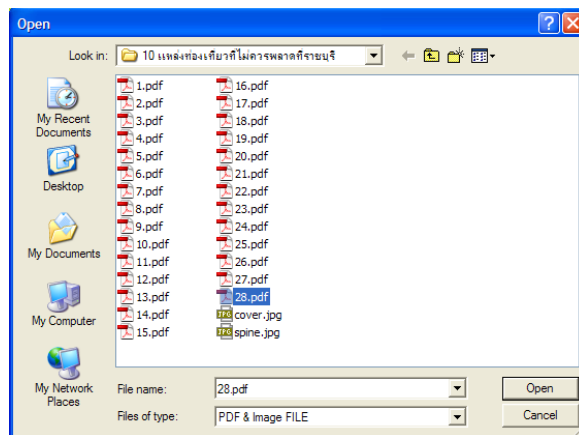 Open
Look in:
10 แหล่งท่องเที่ยวที่ไม่ควรพลาดที่ราชบุรี
My Recent
Documents
Desktop
My Documents
My Computer
My Network
Places
1.pdf
2.pdf
3.pdf
4.pdf
5.pdf
6.pdf
7.pdf
8.pdf
9.pdf
10.pdf
11.pdf
12.pdf
13.pdf
14.pdf
15.pdf
16.pdf
17.pdf
18.pdf
19.pdf
20.pdf
21.pdf
22.pdf
23.pdf
24.pdf
25.pdf
26.pdf
27.pdf
28.pdf
cover.jpg
spine.jpg
File name:
28.pdf
Open
Files of type:
PDF & Image FILE
Cancel